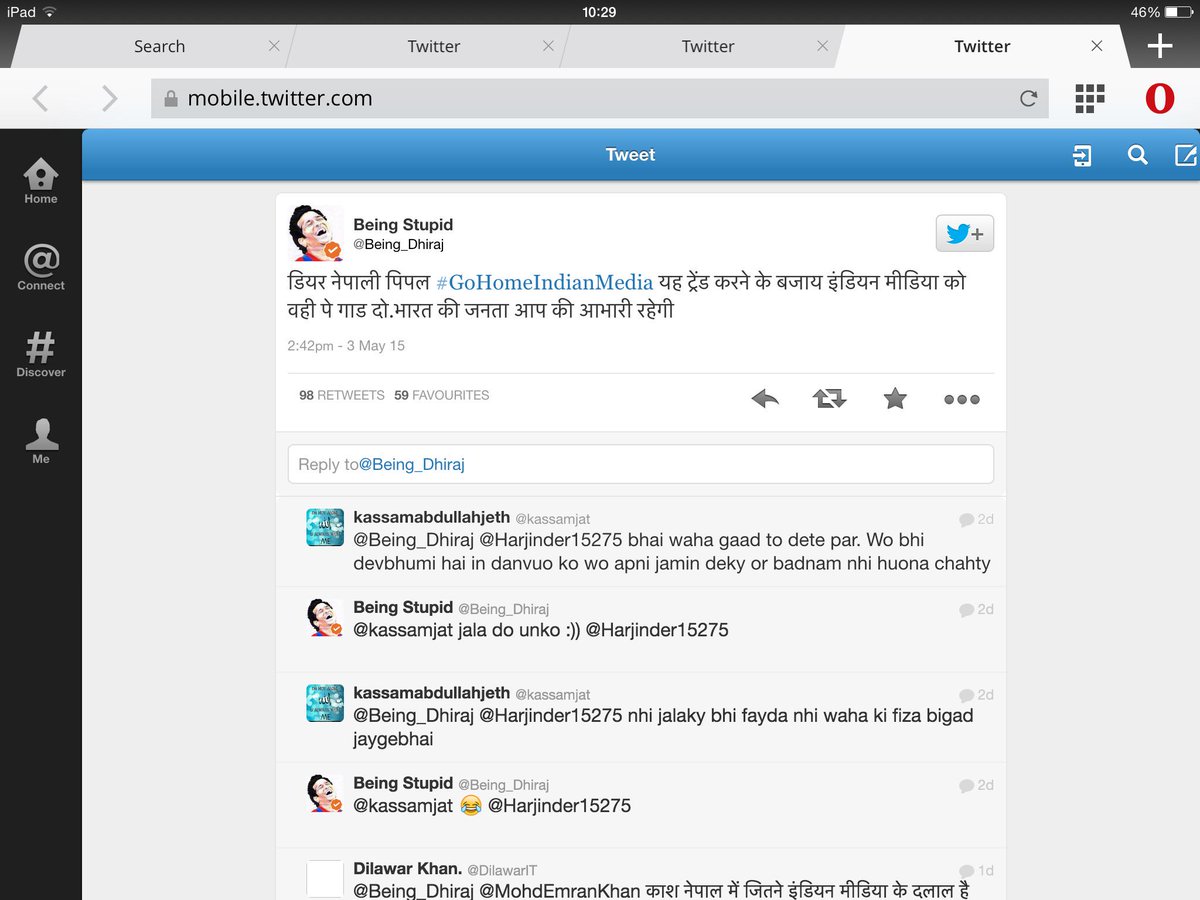 iPad 10:29 46%
Search Twitter Twitter Twitter
mobile.twitter.com
Tweet
Home
Connect
Discover
Me
Being Stupid
@Being_Dhiraj
डियर नेपाली पिपल #GoHomeIndianMedia यह ट्रेंड करने के बजाय इंडियन मीडिया को
वही पे गाड दो.भारत की जनता आप की आभारी रहेगी
2:42pm - 3 May 15
98 RETWEETS 59 FAVOURITES
Reply to@Being_Dhiraj
kassamabdullahjeth @kassamjat 2d
@Being_Dhiraj @Harjinder15275 bhai waha gaad to dete par. Wo bhi
devbhumi hai in danvuo ko wo apni jamin deky or badnam nhi huona chahty
Being Stupid @Being_Dhiraj 2d
@kassamjat jala do unko :)) @Harjinder15275
kassamabdullahjeth @kassamjat 2d
@Being_Dhiraj @Harjinder15275 nhi jalaky bhi fayda nhi waha ki fiza bigad
jaygebhai
Being Stupid @Being_Dhiraj 2d
@kassamjat 😂 @Harjinder15275
Dilawar Khan. @DilawarIT 1d
@Being_Dhiraj @MohdEmranKhan काश नेपाल में जितने इंडियन मीडिया के दलाल है